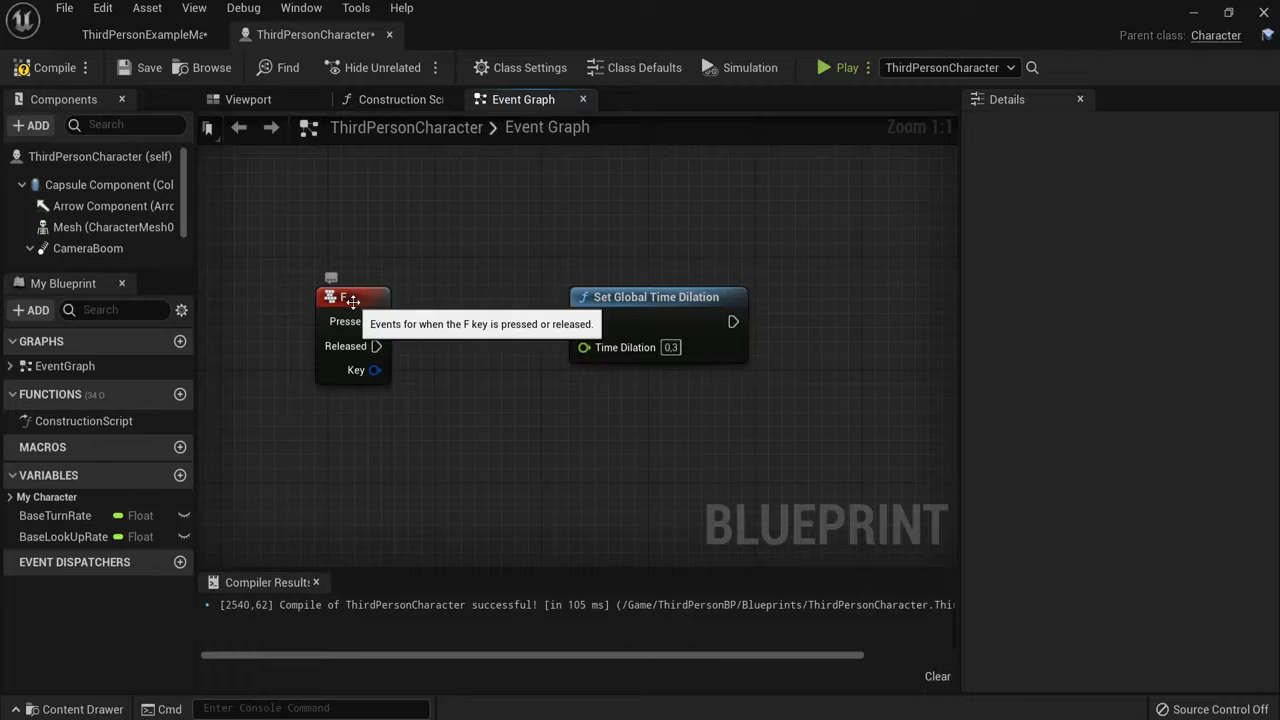 File Edit Asset View Debug Window Tools Help
ThirdPersonExampleMa*
ThirdPersonCharacter*
Parent class: Character
Compile
Save
Browse
Find
Hide Unrelated
Class Settings
Class Defaults
Simulation
Play
ThirdPersonCharacter
Components
Viewport
Construction Sc
Event Graph
Details
+ ADD
Search
ThirdPersonCharacter > Event Graph
Zoom 1:1
ThirdPersonCharacter (self)
Capsule Component (Col
Arrow Component (Arrc
Mesh (CharacterMesh0
CameraBoom
My Blueprint
+ ADD
Search
GRAPHS
EventGraph
FUNCTIONS (34 O
ConstructionScript
MACROS
VARIABLES
My Character
BaseTurnRate Float
BaseLookUpRate Float
EVENT DISPATCHERS
F
Presse
Released
Key
Events for when the F key is pressed or released.
Set Global Time Dilation
Time Dilation 0,3
BLUEPRINT
Compiler Results
[2540,62] Compile of ThirdPersonCharacter successful! [in 105 ms] (/Game/ThirdPersonBP/Blueprints/ThirdPersonCharacter.Thi
Clear
Content Drawer
Cmd
Enter Console Command
Source Control Off